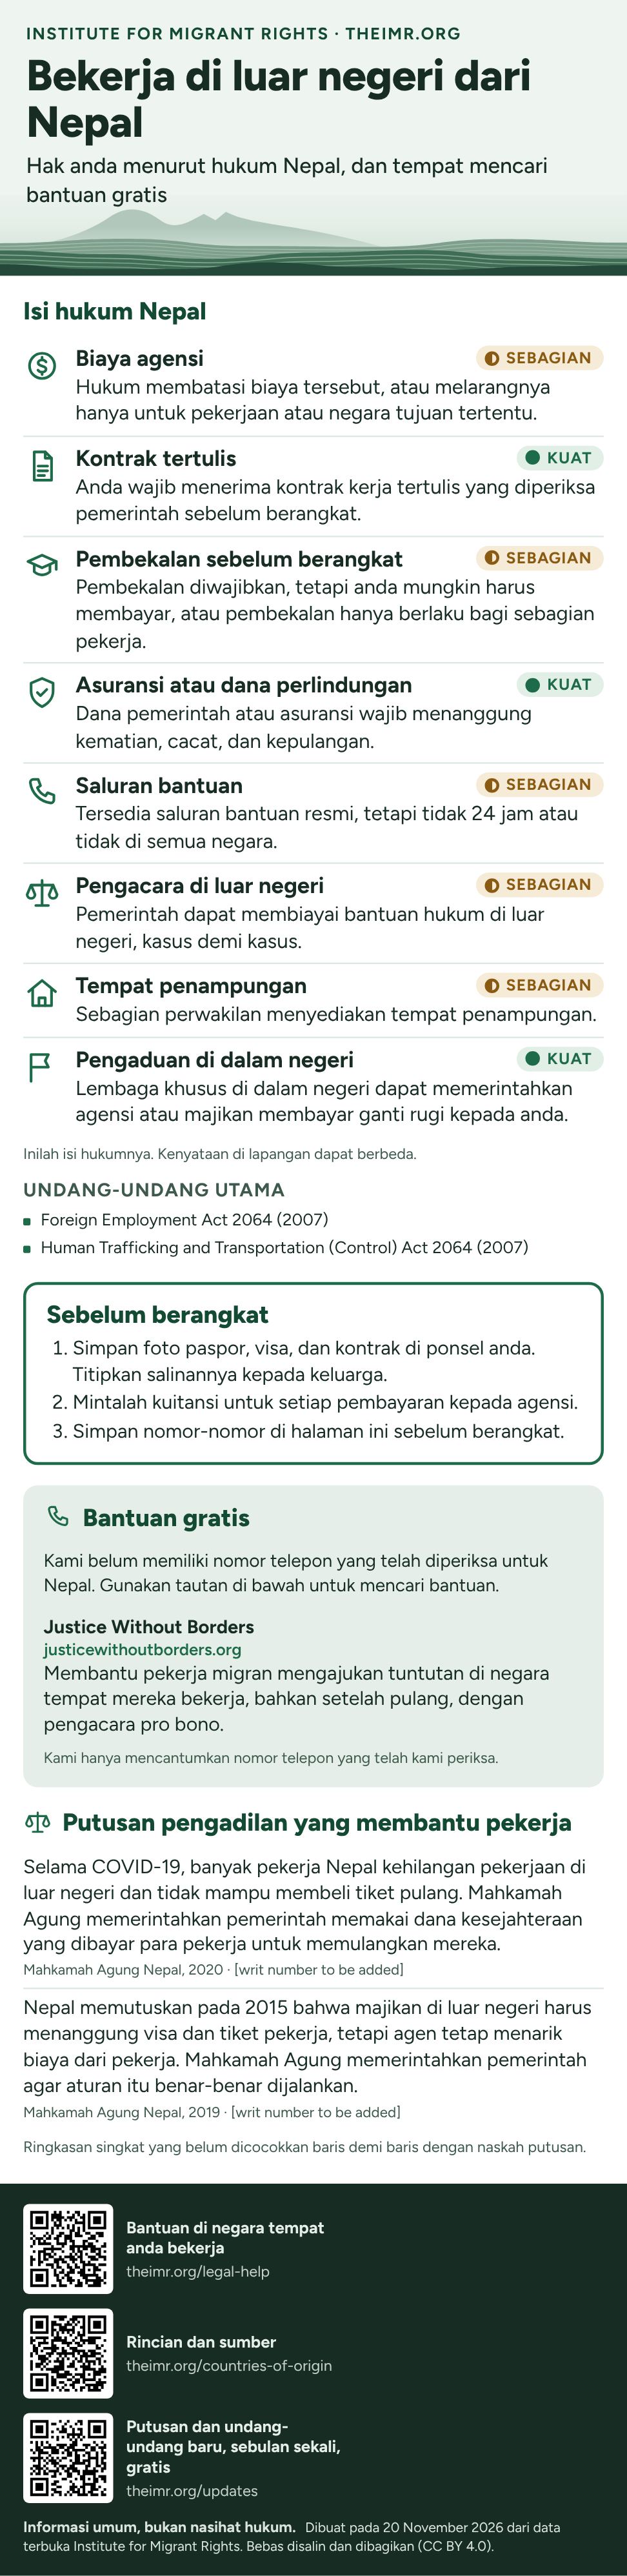 INSTITUTE FOR MIGRANT RIGHTS · THEIMR.ORG
Bekerja di luar negeri dari
Nepal
Hak anda menurut hukum Nepal, dan tempat mencari
bantuan gratis
Isi hukum Nepal
Biaya agensi
SEBAGIAN
Hukum membatasi biaya tersebut, atau melarangnya
hanya untuk pekerjaan atau negara tujuan tertentu.
Kontrak tertulis
KUAT
Anda wajib menerima kontrak kerja tertulis yang diperiksa
pemerintah sebelum berangkat.
Pembekalan sebelum berangkat
SEBAGIAN
Pembekalan diwajibkan, tetapi anda mungkin harus
membayar, atau pembekalan hanya berlaku bagi sebagian
pekerja.
Asuransi atau dana perlindungan
KUAT
Dana pemerintah atau asuransi wajib menanggung
kematian, cacat, dan kepulangan.
Saluran bantuan
SEBAGIAN
Tersedia saluran bantuan resmi, tetapi tidak 24 jam atau
tidak di semua negara.
Pengacara di luar negeri
SEBAGIAN
Pemerintah dapat membiayai bantuan hukum di luar
negeri, kasus demi kasus.
Tempat penampungan
SEBAGIAN
Sebagian perwakilan menyediakan tempat penampungan.
Pengaduan di dalam negeri
KUAT
Lembaga khusus di dalam negeri dapat memerintahkan
agensi atau majikan membayar ganti rugi kepada anda.
Inilah isi hukumnya. Kenyataan di lapangan dapat berbeda.
UNDANG-UNDANG UTAMA
Foreign Employment Act 2064 (2007)
Human Trafficking and Transportation (Control) Act 2064 (2007)
Sebelum berangkat
1. Simpan foto paspor, visa, dan kontrak di ponsel anda.
Titipkan salinannya kepada keluarga.
2. Mintalah kuitansi untuk setiap pembayaran kepada agensi.
3. Simpan nomor-nomor di halaman ini sebelum berangkat.
Bantuan gratis
Kami belum memiliki nomor telepon yang telah diperiksa untuk
Nepal. Gunakan tautan di bawah untuk mencari bantuan.
Justice Without Borders
justicewithoutborders.org
Membantu pekerja migran mengajukan tuntutan di negara
tempat mereka bekerja, bahkan setelah pulang, dengan
pengacara pro bono.
Kami hanya mencantumkan nomor telepon yang telah kami periksa.
Putusan pengadilan yang membantu pekerja
Selama COVID-19, banyak pekerja Nepal kehilangan pekerjaan di
luar negeri dan tidak mampu membeli tiket pulang. Mahkamah
Agung memerintahkan pemerintah memakai dana kesejahteraan
yang dibayar para pekerja untuk memulangkan mereka.
Mahkamah Agung Nepal, 2020 · [writ number to be added]
Nepal memutuskan pada 2015 bahwa majikan di luar negeri harus
menanggung visa dan tiket pekerja, tetapi agen tetap menarik
biaya dari pekerja. Mahkamah Agung memerintahkan pemerintah
agar aturan itu benar-benar dijalankan.
Mahkamah Agung Nepal, 2019 · [writ number to be added]
Ringkasan singkat yang belum dicocokkan baris demi baris dengan naskah putusan.
Bantuan di negara tempat
anda bekerja
theimr.org/legal-help
Rincian dan sumber
theimr.org/countries-of-origin
Putusan dan undang-
undang baru, sebulan sekali,
gratis
theimr.org/updates
Informasi umum, bukan nasihat hukum. Dibuat pada 20 November 2026 dari data
terbuka Institute for Migrant Rights. Bebas disalin dan dibagikan (CC BY 4.0).